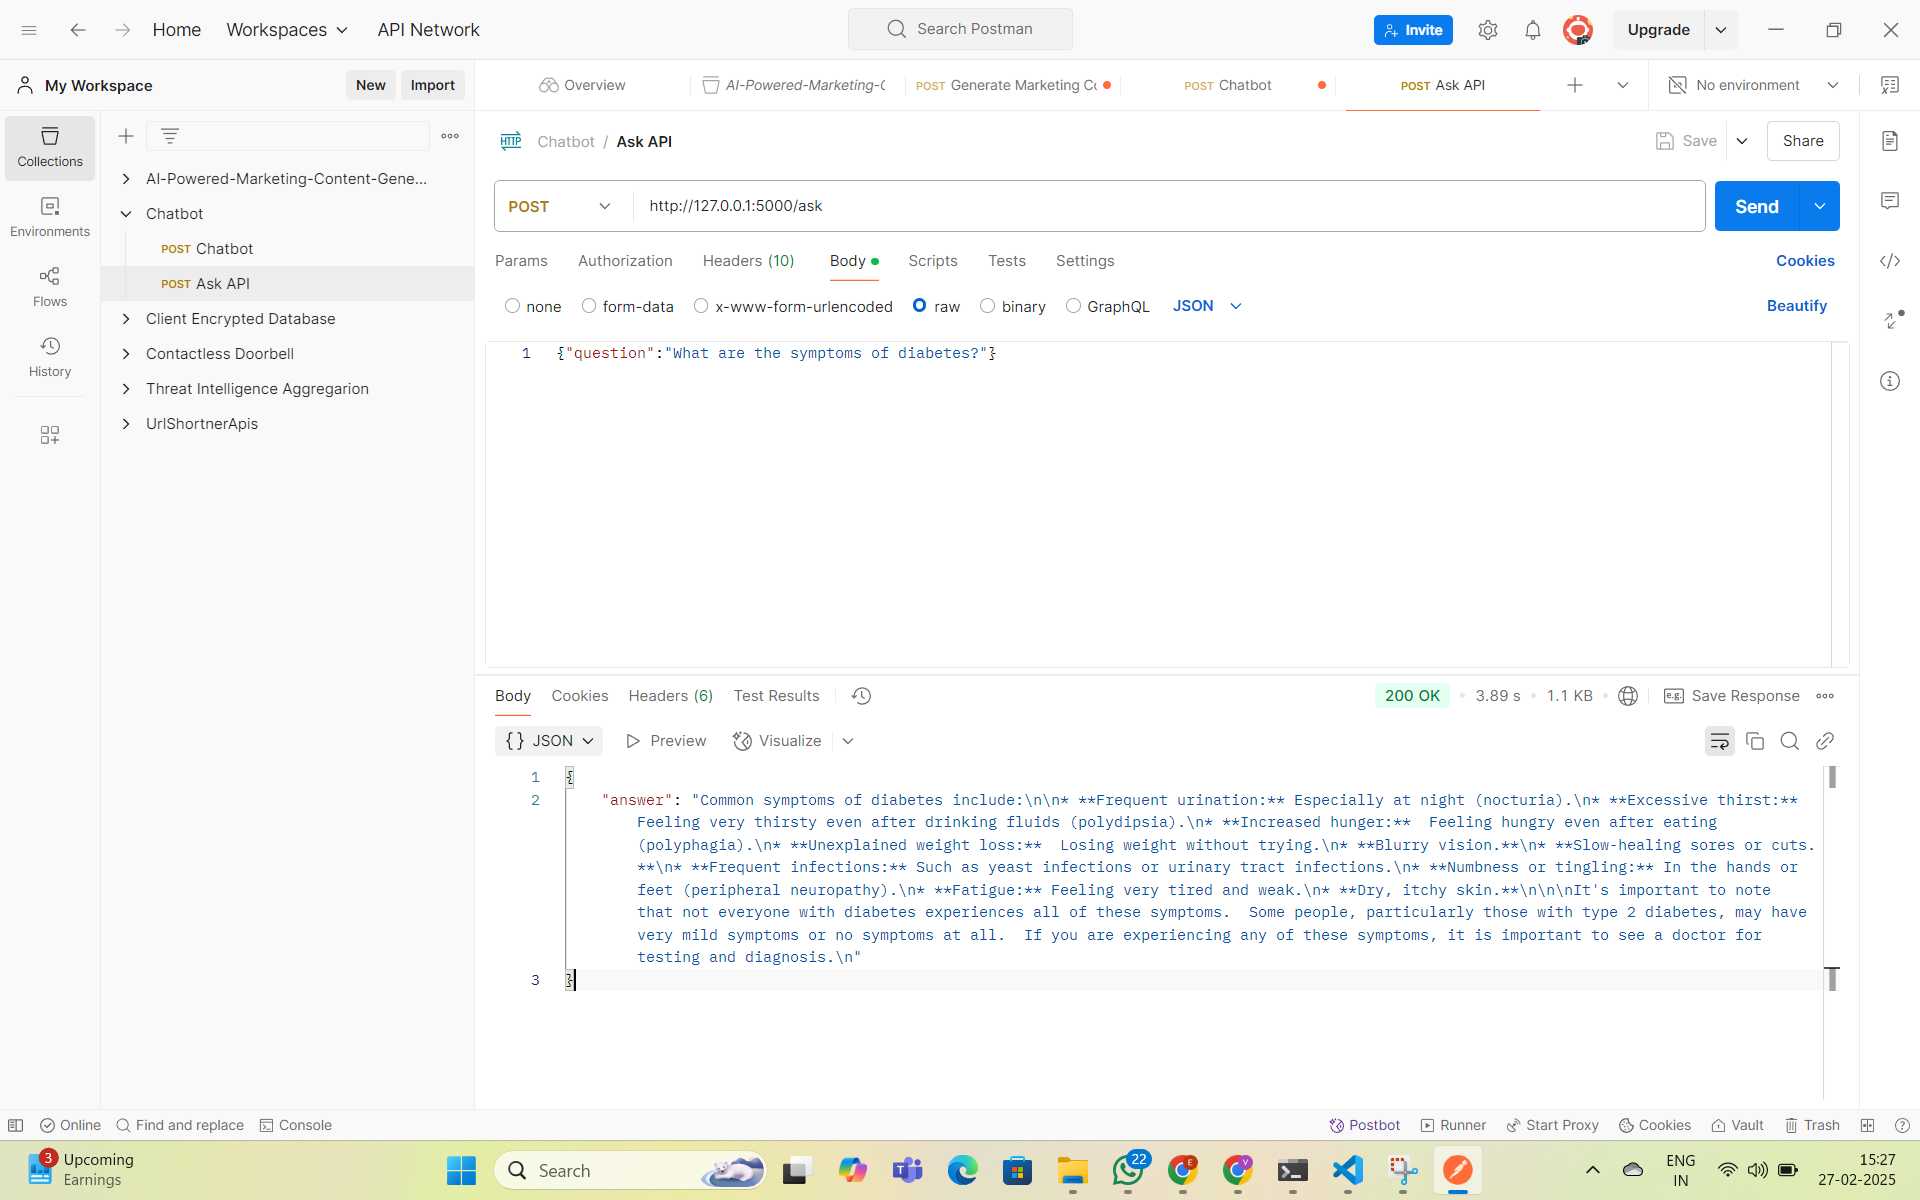 Home
Workspaces
API Network
Search Postman
Invite
Upgrade
My Workspace
New
Import
Overview
AI-Powered-Marketing-C
POST Generate Marketing Co
POST Chatbot
POST Ask API
No environment
Collections
Environments
Flows
History
AI-Powered-Marketing-Content-Gene...
Chatbot
POST Chatbot
POST Ask API
Client Encrypted Database
Contactless Doorbell
Threat Intelligence Aggregarion
UrlShortnerApis
HTTP
Chatbot / Ask API
Save
Share
POST
http://127.0.0.1:5000/ask
Send
Params
Authorization
Headers (10)
Body
Scripts
Tests
Settings
Cookies
none
form-data
x-www-form-urlencoded
raw
binary
GraphQL
JSON
Beautify
1 {"question":"What are the symptoms of diabetes?"}
Body
Cookies
Headers (6)
Test Results
200 OK
3.89 s
1.1 KB
e.g.
Save Response
{} JSON
Preview
Visualize
1 {
2 "answer": "Common symptoms of diabetes include:\n\n* **Frequent urination:** Especially at night (nocturia).\n* **Excessive thirst:**
Feeling very thirsty even after drinking fluids (polydipsia).\n* **Increased hunger:**  Feeling hungry even after eating
(polyphagia).\n* **Unexplained weight loss:**  Losing weight without trying.\n* **Blurry vision.**\n* **Slow-healing sores or cuts.
**\n* **Frequent infections:** Such as yeast infections or urinary tract infections.\n* **Numbness or tingling:** In the hands or
feet (peripheral neuropathy).\n* **Fatigue:** Feeling very tired and weak.\n* **Dry, itchy skin.**\n\n\nIt's important to note
that not everyone with diabetes experiences all of these symptoms.  Some people, particularly those with type 2 diabetes, may have
very mild symptoms or no symptoms at all.  If you are experiencing any of these symptoms, it is important to see a doctor for
testing and diagnosis.\n"
3 }
Online
Find and replace
Console
Postbot
Runner
Start Proxy
Cookies
Vault
Trash
3
Upcoming
Earnings
Search
22
E
V
ENG
IN
15:27
27-02-2025